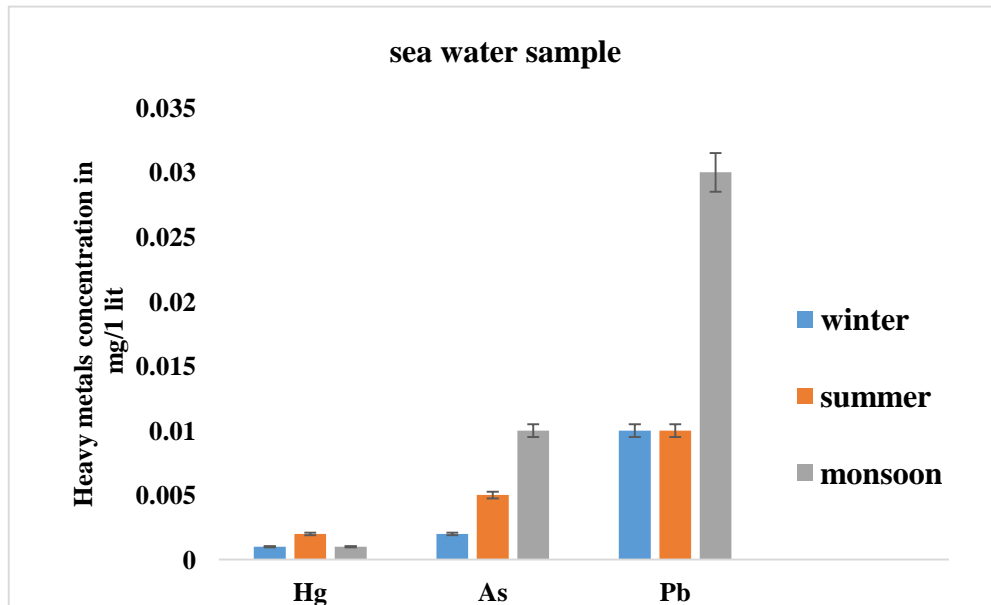 sea water sample
Heavy metals concentration in
mg/1 lit
0.035
0.03
0.025
0.02
0.015
0.01
0.005
0
Hg As Pb
winter
summer
monsoon